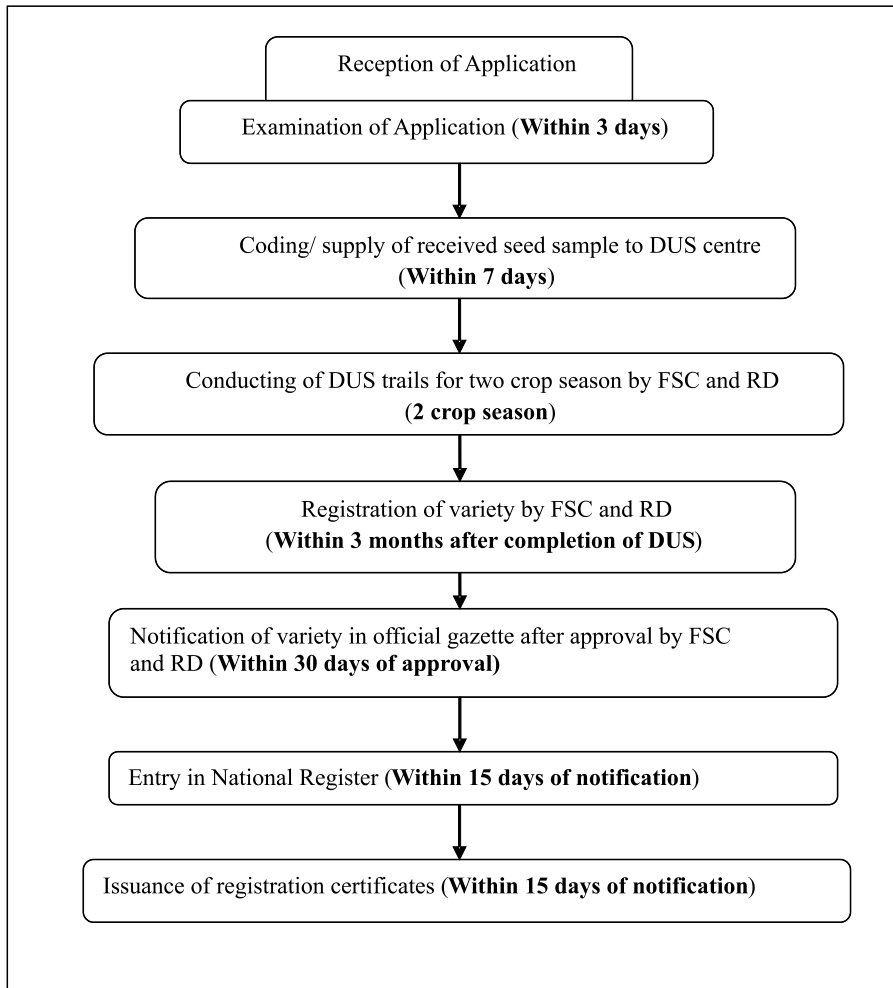 Reception of Application
Examination of Application (Within 3 days)
Coding/ supply of received seed sample to DUS centre
(Within 7 days)
Conducting of DUS trails for two crop season by FSC and RD
(2 crop season)
Registration of variety by FSC and RD
(Within 3 months after completion of DUS)
Notification of variety in official gazette after approval by FSC
and RD (Within 30 days of approval)
Entry in National Register (Within 15 days of notification)
Issuance of registration certificates (Within 15 days of notification)